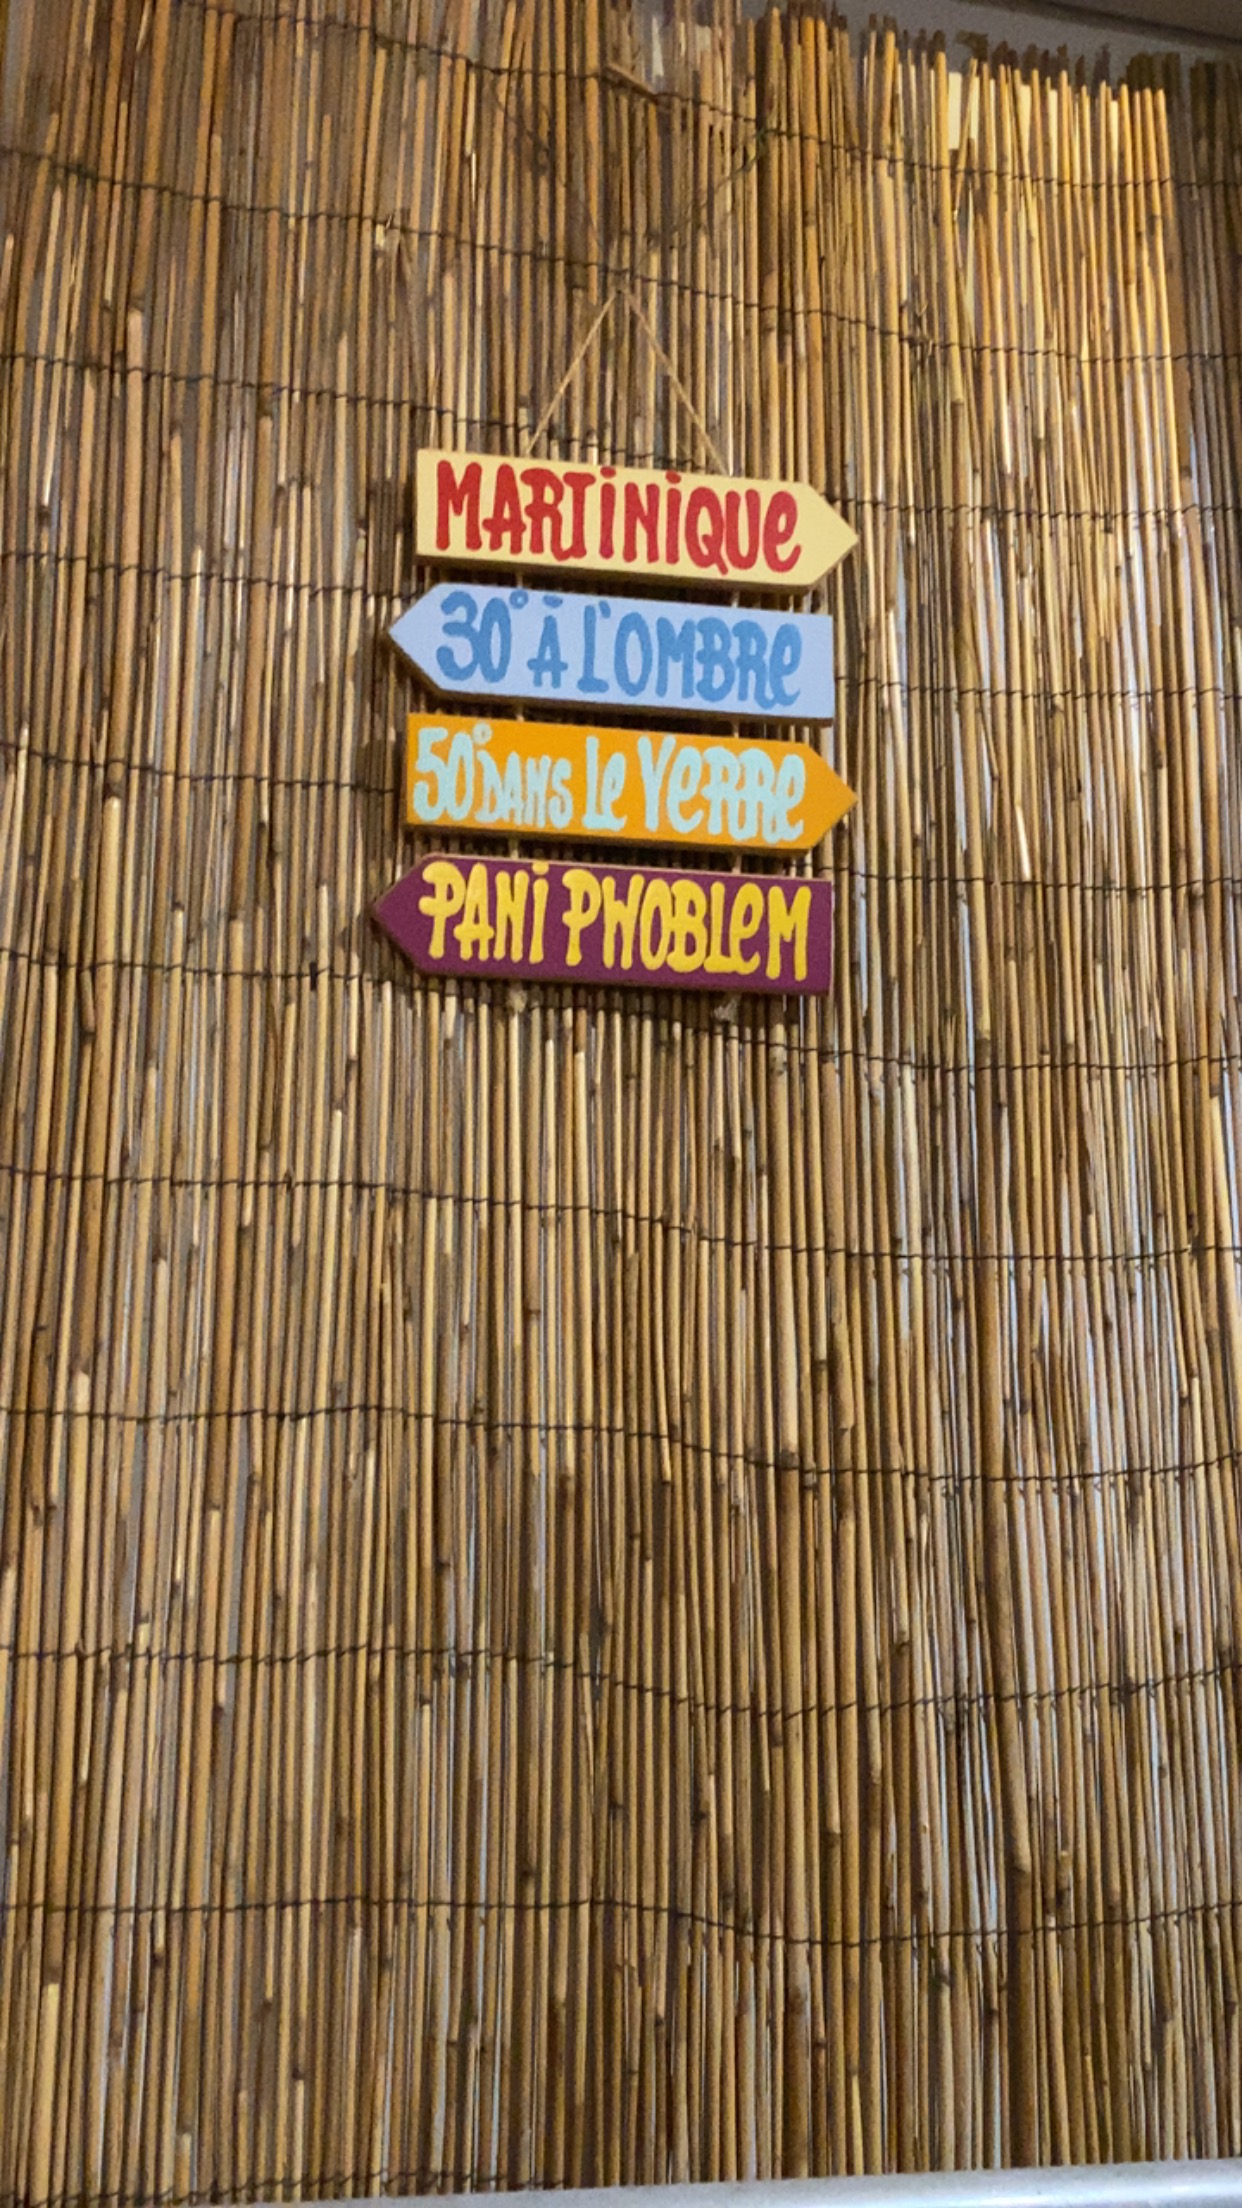 MARTiNiQUe
30° À L'OMBRe
50° DANS Le VeRRe
PANi PWOBLeM